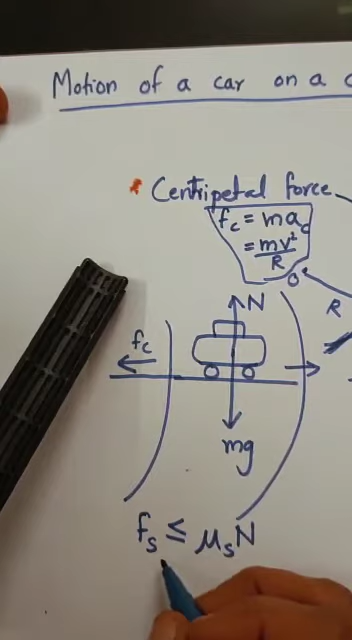 Motion of a car on a
* Centripetal force
fc = mac
= mv²/R
O
R
N
fc
mg
fs ≤ μsN